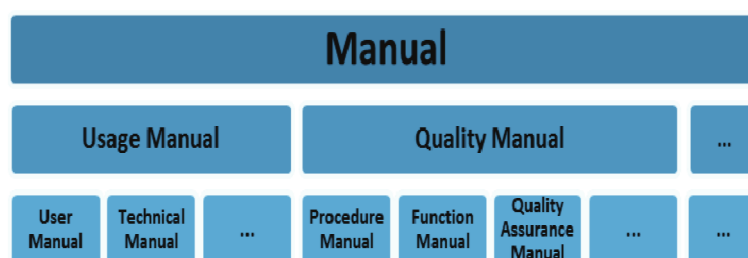 Manual
Usage Manual
Quality Manual
...
User
Manual
Technical
Manual
...
Procedure
Manual
Function
Manual
Quality
Assurance
Manual
...
...